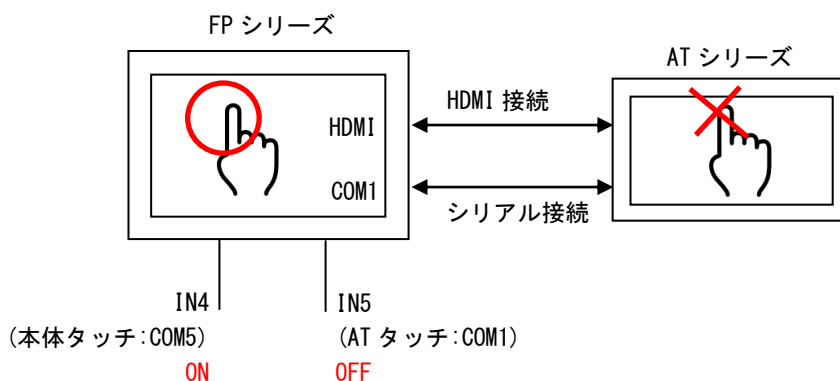 FP シリーズ
AT シリーズ
HDMI 接続
HDMI
COM1
シリアル接続
IN4
IN5
(本体タッチ:COM5)
(AT タッチ:COM1)
ON
OFF